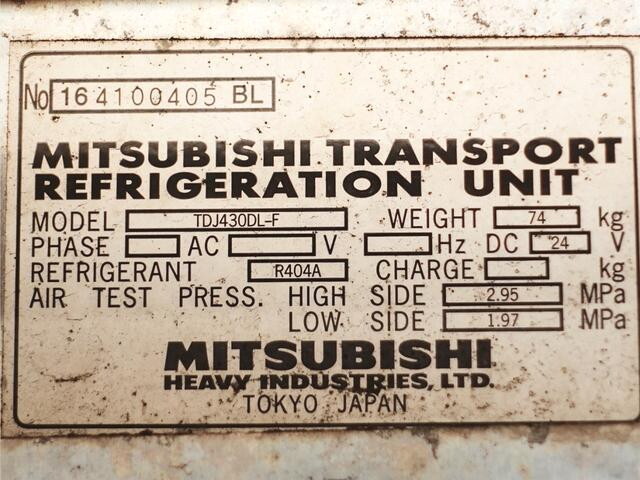 No 164100405 BL
MITSUBISHI TRANSPORT
REFRIGERATION UNIT
MODEL TDJ430DL-F WEIGHT 74 kg
PHASE AC V Hz DC 24 V
REFRIGERANT R404A CHARGE kg
AIR TEST PRESS. HIGH SIDE 2.95 MPa
LOW SIDE 1.97 MPa
MITSUBISHI
HEAVY INDUSTRIES, LTD.
TOKYO JAPAN